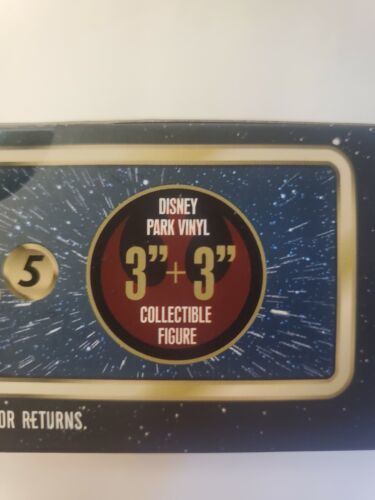 DISNEY
PARK VINYL
3” + 3”
COLLECTIBLE
FIGURE
5
OR RETURNS.